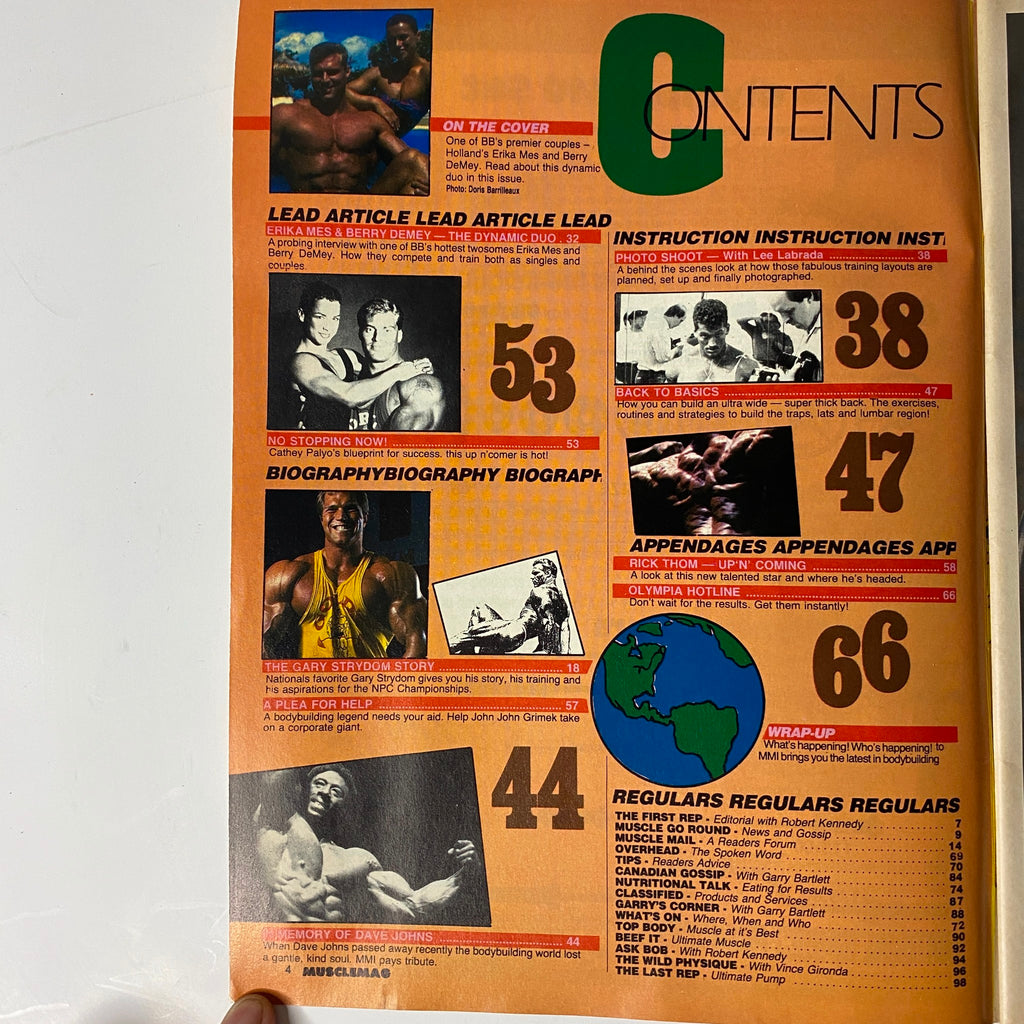 CONTENTS
ON THE COVER
One of BB's premier couples –
Holland's Erika Mes and Berry
DeMey. Read about this dynamic
duo in this issue.
Photo: Doris Barrilleaux
LEAD ARTICLE LEAD ARTICLE LEAD
ERIKA MES & BERRY DEMEY — THE DYNAMIC DUO . 32
A probing interview with one of BB's hottest twosomes Erika Mes and
Berry DeMey. How they compete and train both as singles and
couples.
53
NO STOPPING NOW! 53
Cathey Palyo's blueprint for success. this up n'comer is hot!
BIOGRAPHYBIOGRAPHY BIOGRAPH
THE GARY STRYDOM STORY 18
Nationals favorite Gary Strydom gives you his story, his training and
his aspirations for the NPC Championships.
A PLEA FOR HELP 57
A bodybuilding legend needs your aid. Help John John Grimek take
on a corporate giant.
44
MEMORY OF DAVE JOHNS 44
When Dave Johns passed away recently the bodybuilding world lost
a gentle, kind soul. MMI pays tribute.
4 MUSCLEMAG
INSTRUCTION INSTRUCTION INST
PHOTO SHOOT — With Lee Labrada 38
A behind the scenes look at how those fabulous training layouts are
planned, set up and finally photographed.
38
BACK TO BASICS 47
How you can build an ultra wide — super thick back. The exercises,
routines and strategies to build the traps, lats and lumbar region!
47
APPENDAGES APPENDAGES APP
RICK THOM — UP'N' COMING 58
A look at this new talented star and where he's headed.
OLYMPIA HOTLINE 66
Don't wait for the results. Get them instantly!
66
WRAP-UP
What's happening! Who's happening! to
MMI brings you the latest in bodybuilding
REGULARS REGULARS REGULARS
THE FIRST REP - Editorial with Robert Kennedy 7
MUSCLE GO ROUND - News and Gossip 9
MUSCLE MAIL - A Readers Forum 14
OVERHEAD - The Spoken Word 69
TIPS - Readers Advice 70
CANADIAN GOSSIP - With Garry Bartlett 84
NUTRITIONAL TALK - Eating for Results 74
CLASSIFIED - Products and Services 87
GARRY'S CORNER - With Garry Bartlett 88
WHAT'S ON - Where, When and Who 72
TOP BODY - Muscle at it's Best 90
BEEF IT - Ultimate Muscle 92
ASK BOB - With Robert Kennedy 94
THE WILD PHYSIQUE - With Vince Gironda 96
THE LAST REP - Ultimate Pump 98